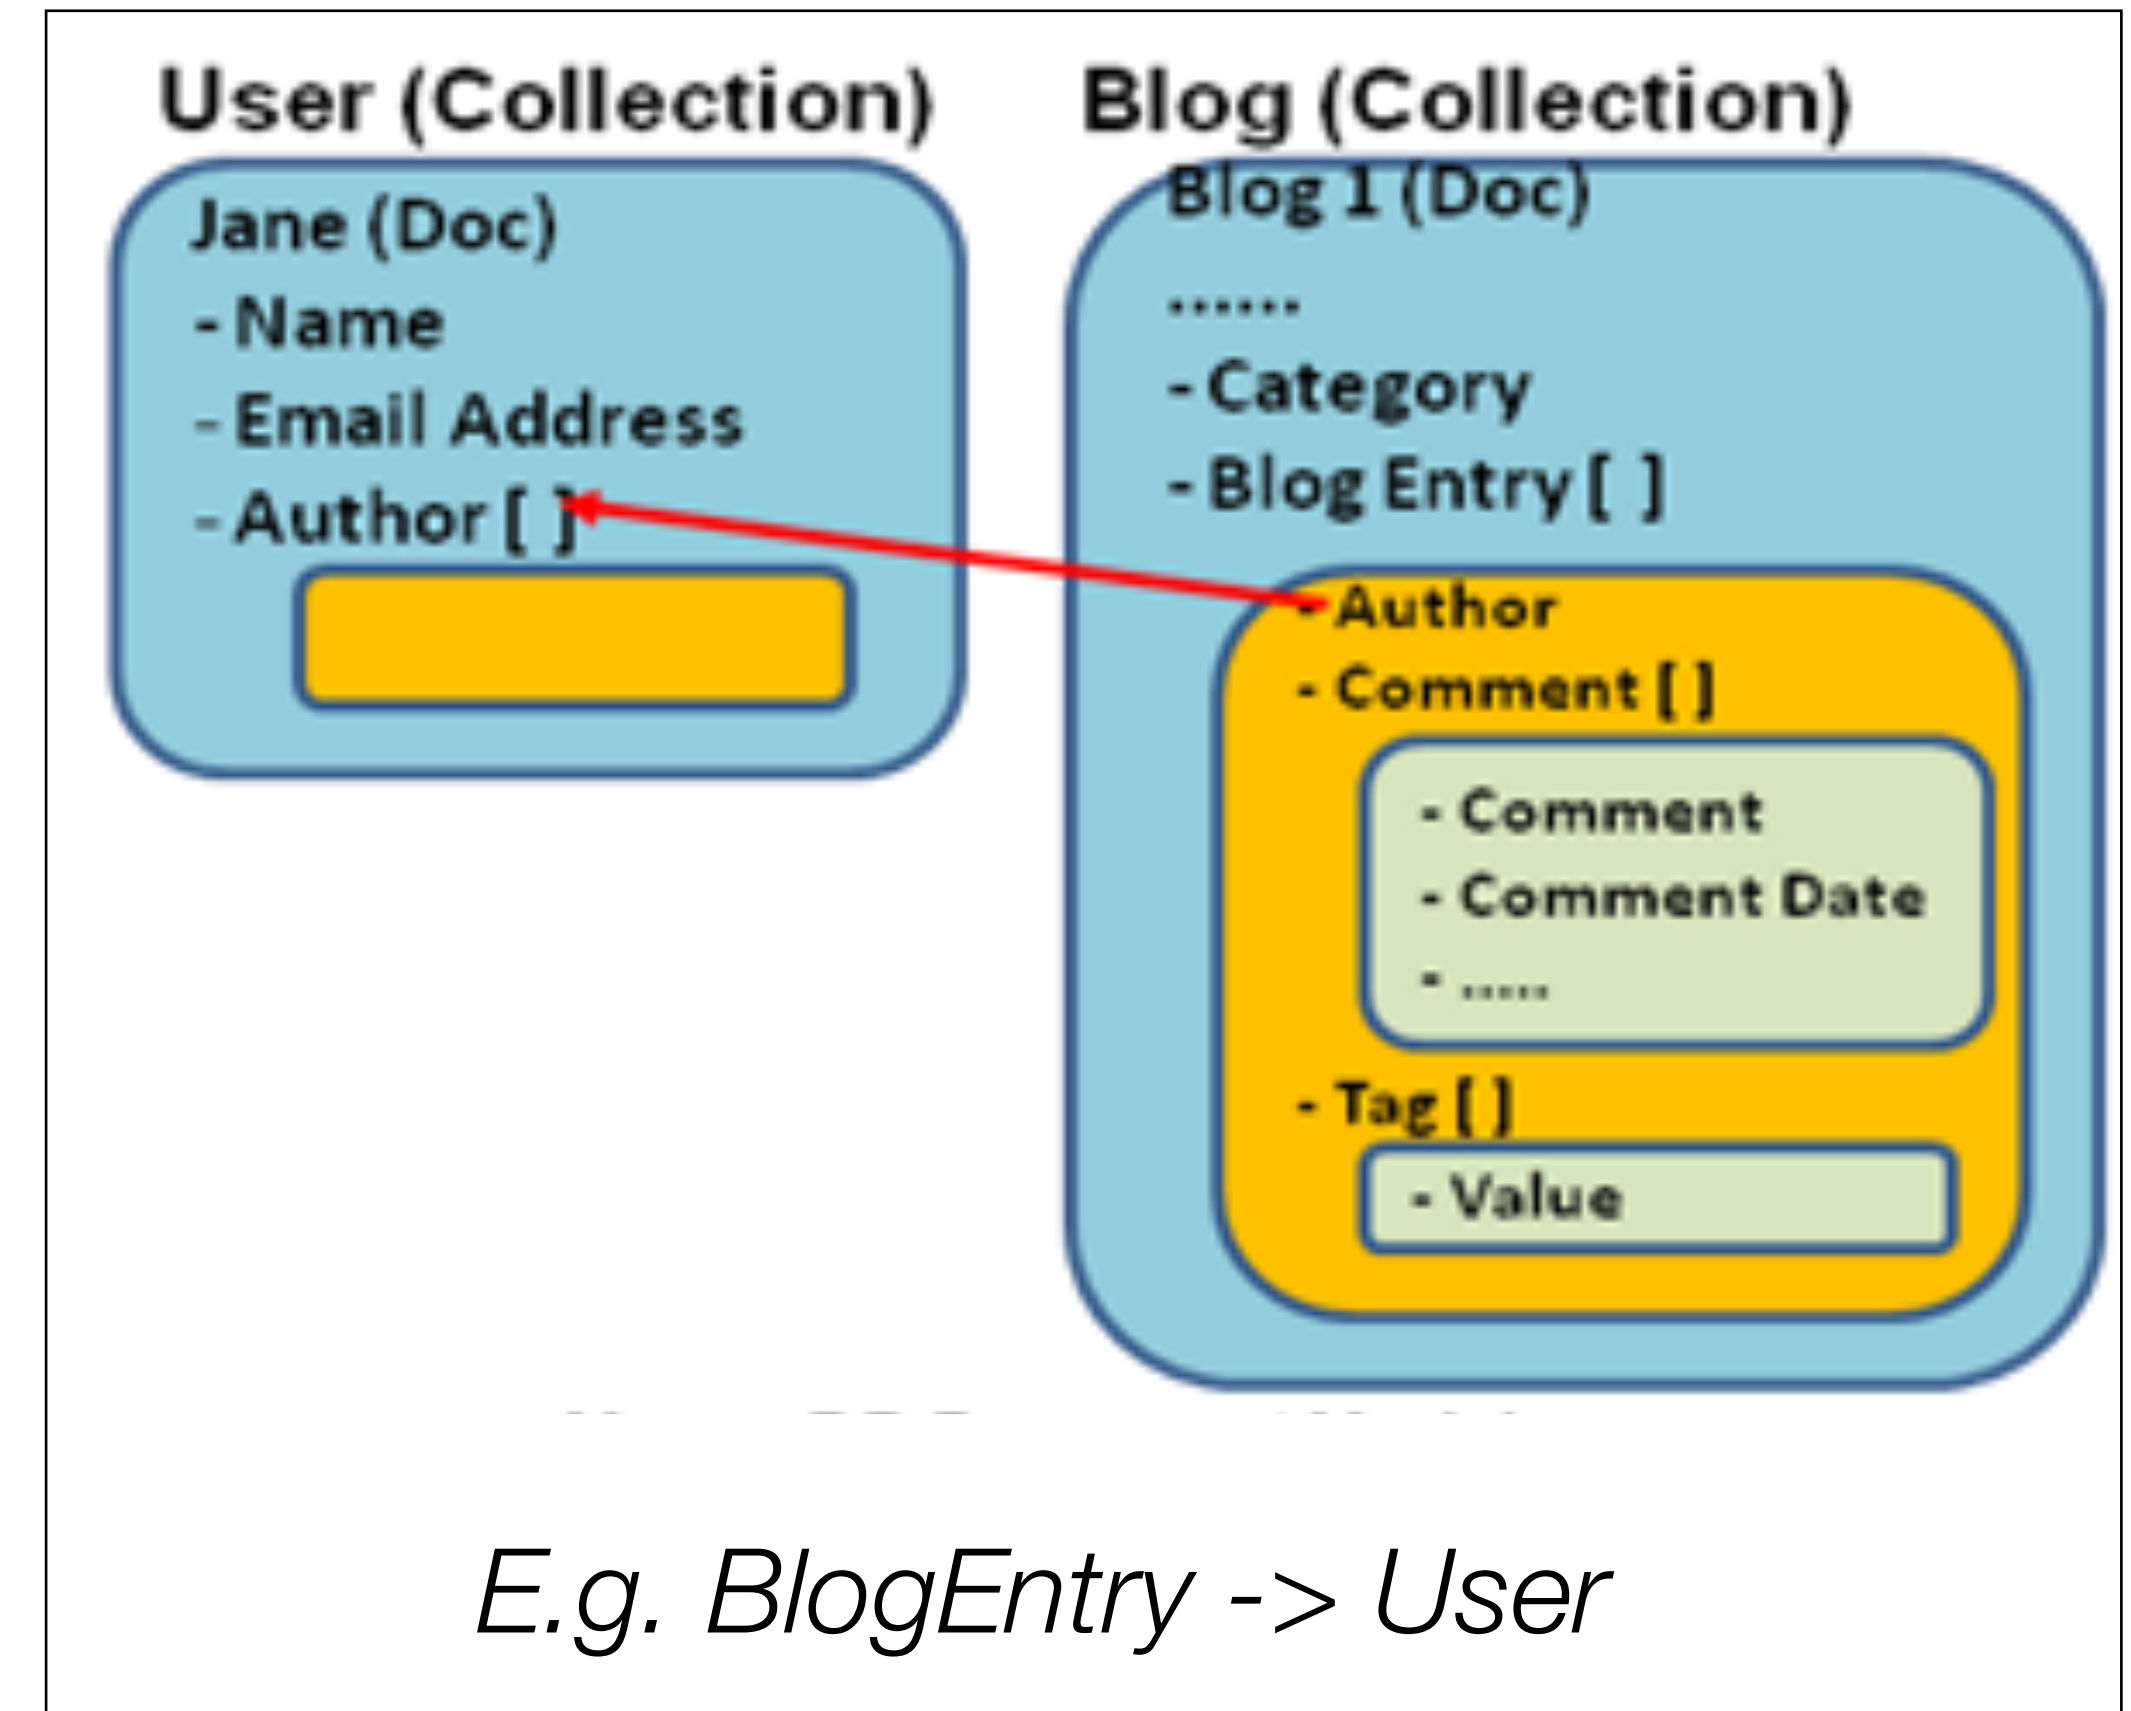 User (Collection)
Jane (Doc)
- Name
- Email Address
- Author [ ]
Blog (Collection)
Blog 1 (Doc)
......
- Category
- Blog Entry [ ]
- Author
- Comment [ ]
- Comment
- Comment Date
- .....
- Tag [ ]
- Value
E.g. BlogEntry -> User